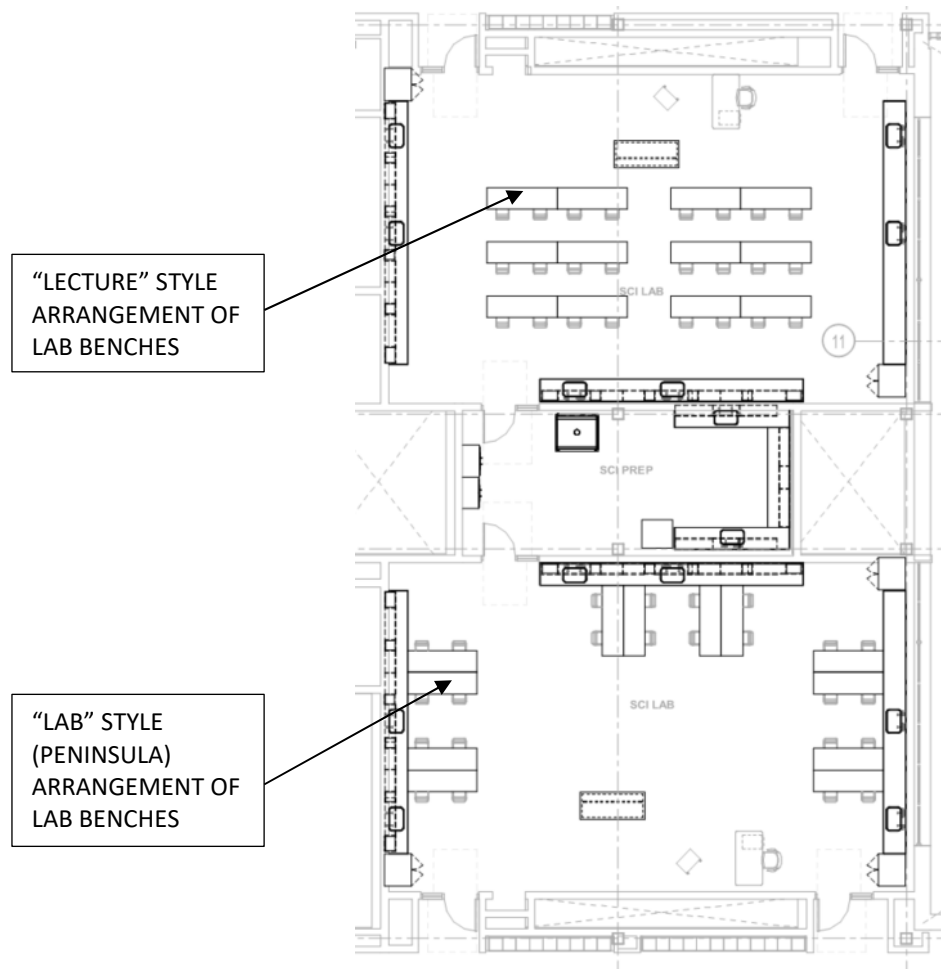 “LECTURE” STYLE
ARRANGEMENT OF
LAB BENCHES
SCI LAB
11
SCI PREP
“LAB” STYLE
(PENINSULA)
ARRANGEMENT OF
LAB BENCHES
SCI LAB